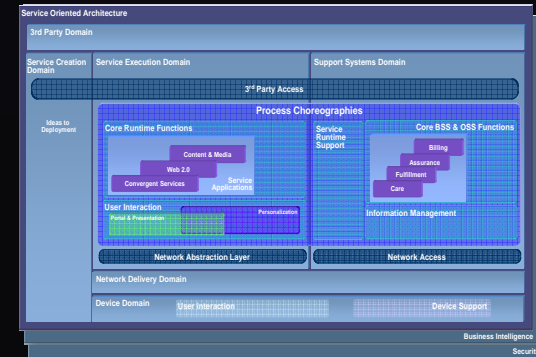 Service Oriented Architecture
3rd Party Domain
Service Creation
Domain
Service Execution Domain
Support Systems Domain
3rd Party Access
Ideas to
Deployment
Process Choreographies
Core Runtime Functions
Service
Runtime
Support
Core BSS & OSS Functions
Content & Media
Web 2.0
Convergent Services
Service
Applications
Billing
Assurance
Fulfillment
Care
User Interaction
Portal & Presentation
Personalization
Information Management
Network Abstraction Layer
Network Access
Network Delivery Domain
Device Domain
User Interaction
Device Support
Business Intelligence